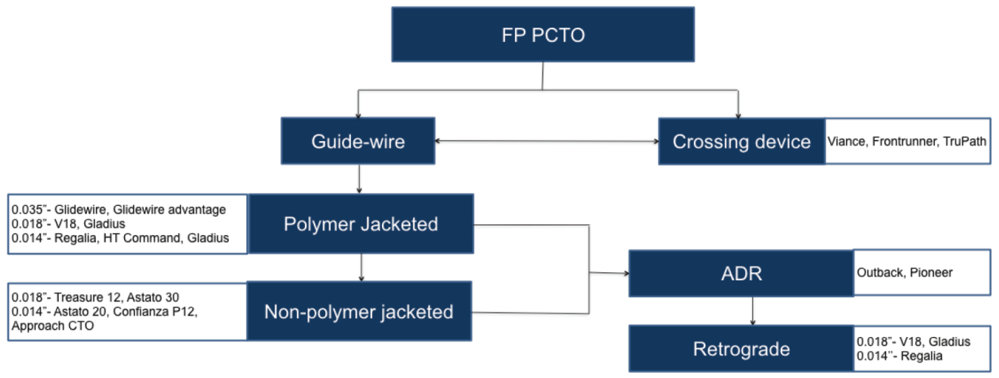 FP PCTO
Guide-wire
Crossing device
Viance, Frontrunner, TruPath
0.035”- Glidewire, Glidewire advantage
0.018”- V18, Gladius
0.014”- Regalia, HT Command, Gladius
Polymer Jacketed
0.018”- Treasure 12, Astato 30
0.014”- Astato 20, Confianza P12,
Approach CTO
Non-polymer jacketed
ADR
Outback, Pioneer
Retrograde
0.018”- V18, Gladius
0.014’’- Regalia